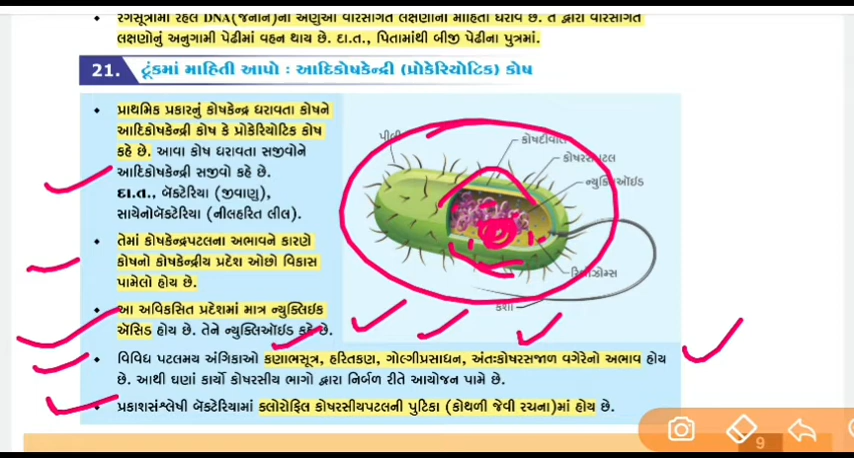 • રંગસૂત્રોમાં રહેલ DNA(જનીન)ના અણુઓ વારસાગત લક્ષણોની માહિતી ધરાવે છે. તે દ્વારા વારસાગત
લક્ષણોનું અનુગામી પેઢીમાં વહન થાય છે. દા.ત., પિતામાંથી બીજી પેઢીના પુત્રમાં.
21. ટૂંકમાં માહિતી આપો : આદિકોષકેન્દ્રી (પ્રોકેરિયોટિક) કોષ
• પ્રાથમિક પ્રકારનું કોષકેન્દ્ર ધરાવતા કોષને
આદિકોષકેન્દ્રી કોષ કે પ્રોકેરિયોટિક કોષ
કહે છે. આવા કોષ ધરાવતા સજીવોને
આદિકોષકેન્દ્રી સજીવો કહે છે.
દા.ત., બૅક્ટેરિયા (જીવાણુ),
સાયેનોબૅક્ટેરિયા (નીલહરિત લીલ).
• તેમાં કોષકેન્દ્રપટલના અભાવને કારણે
કોષનો કોષકેન્દ્રીય પ્રદેશ ઓછો વિકાસ
પામેલો હોય છે.
• આ અવિકસિત પ્રદેશમાં માત્ર ન્યુક્લિઈક
ઍસિડ હોય છે. તેને ન્યુક્લિઑઇડ કહે છે.
પીલી
કોષદીવાલ
કોષરસપટલ
ન્યુક્લિઑઇડ
રિબોઝોમ્સ
કશા
• વિવિધ પટલમય અંગિકાઓ કણાભસૂત્ર, હરિતકણ, ગોલ્ગીપ્રસાધન, અંતઃકોષરસજાળ વગેરેનો અભાવ હોય
છે. આથી ઘણાં કાર્યો કોષરસીય ભાગો દ્વારા નિર્બળ રીતે આયોજન પામે છે.
• પ્રકાશસંશ્લેષી બૅક્ટેરિયામાં ક્લોરોફિલ કોષરસીયપટલની પુટિકા (કોથળી જેવી રચના)માં હોય છે.
9